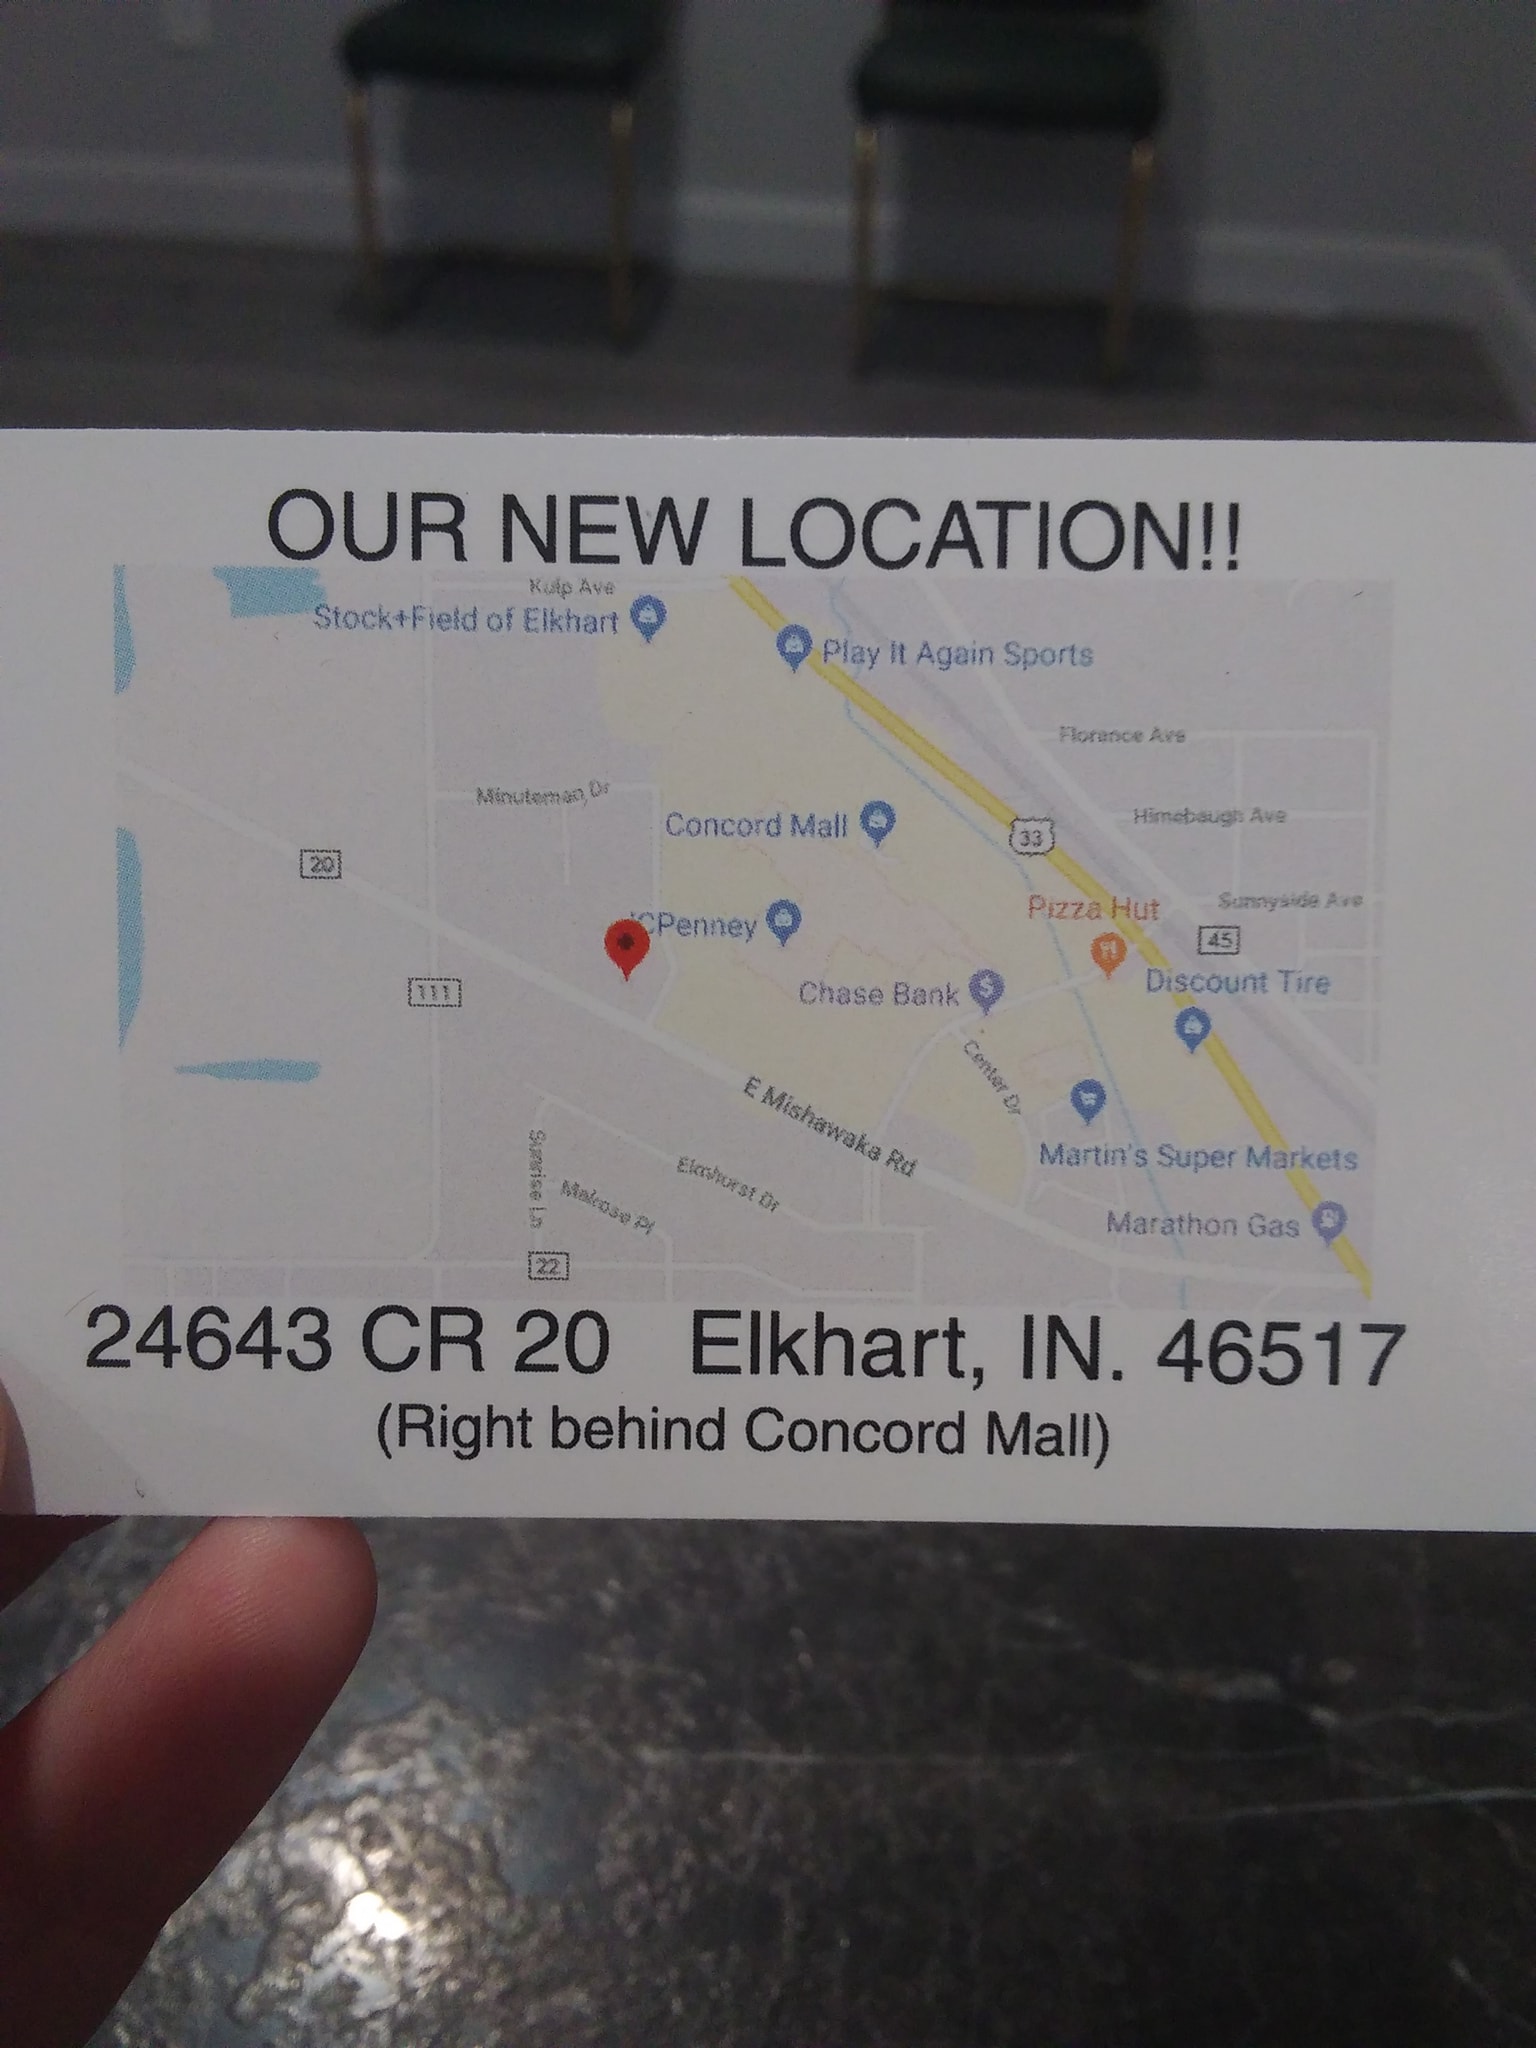 OUR NEW LOCATION!!
Kulp Ave
Stock+Field of Elkhart
Play It Again Sports
Florence Ave
Minuteman Dr
Himebaugh Ave
Concord Mall
33
20
Sunnyside Ave
Pizza Hut
CPenney
45
Discount Tire
111
Chase Bank
Center Dr
E Mishawaka Rd
Martin's Super Markets
Elmhurst Dr
Sunrise Ln
Malrose Pl
Marathon Gas
22
24643 CR 20 Elkhart, IN. 46517
(Right behind Concord Mall)